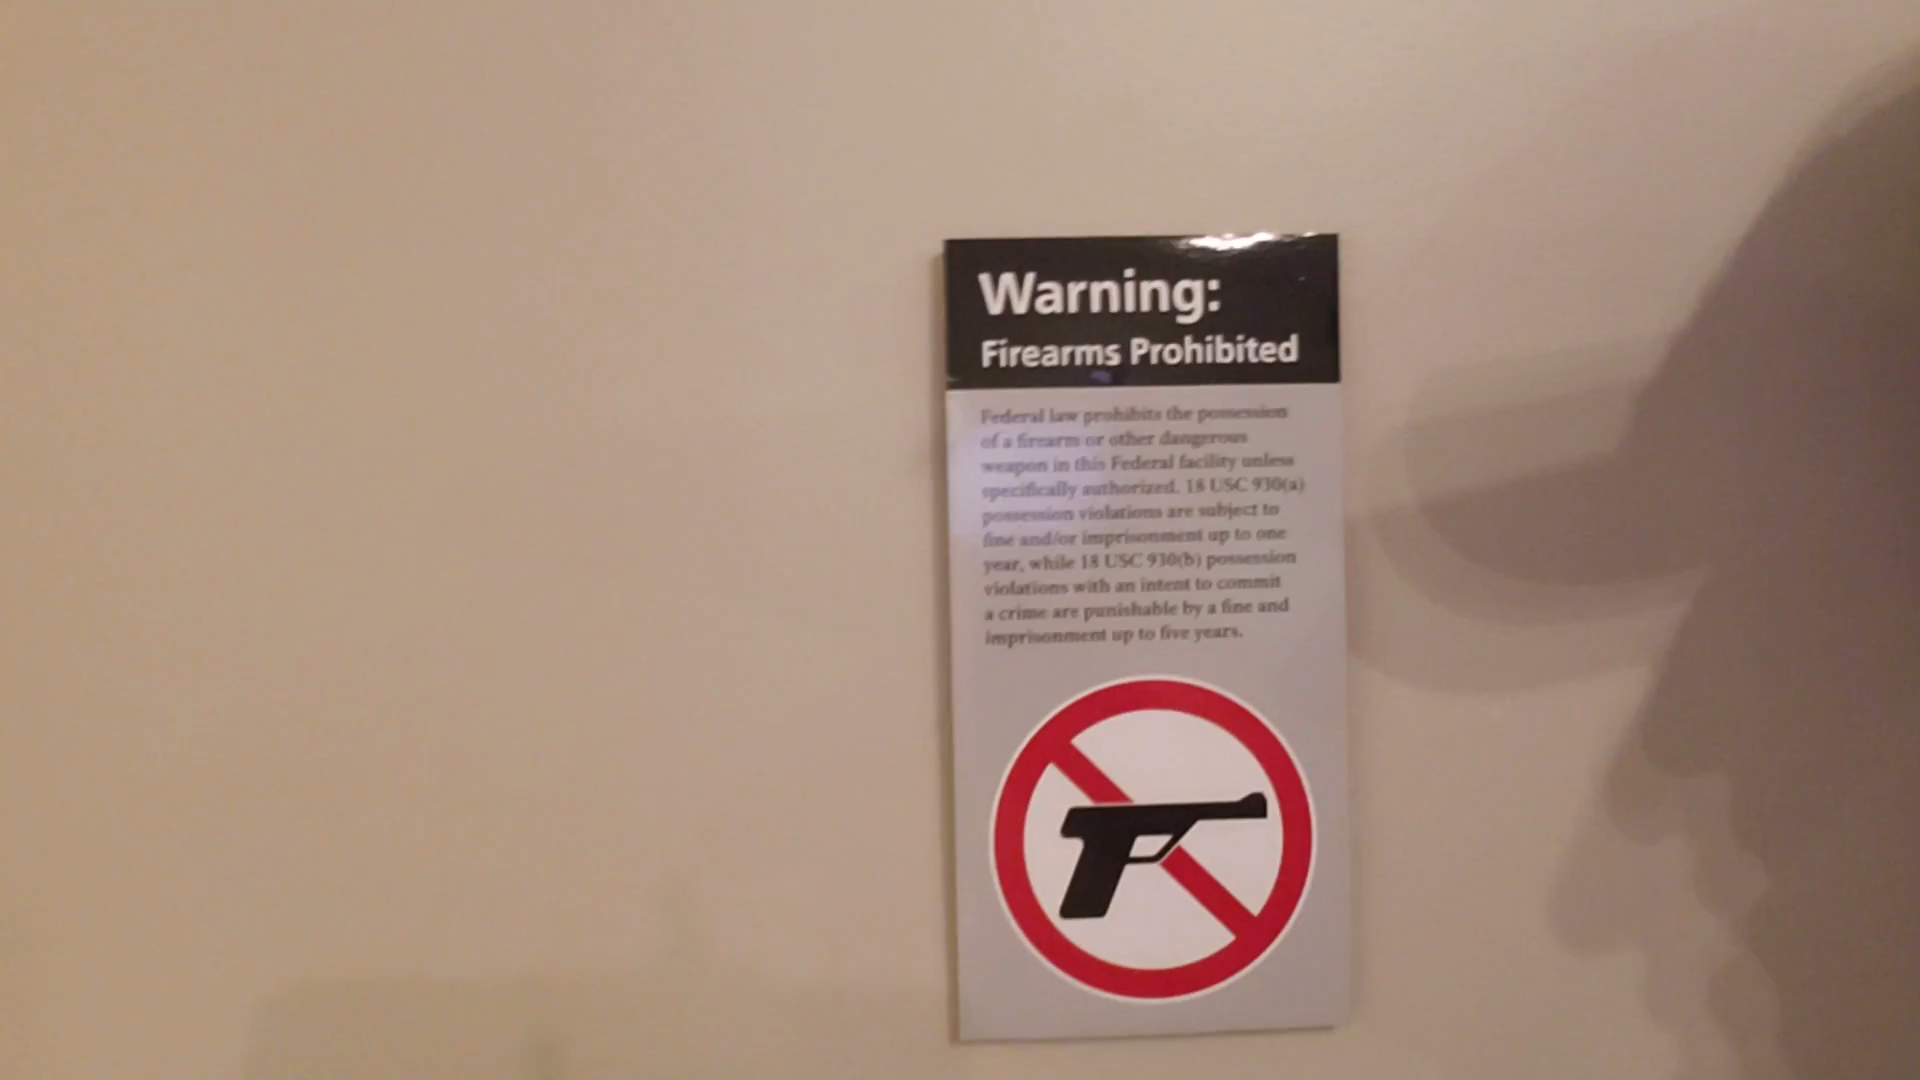 Warning:
Firearms Prohibited
Federal law prohibits the possession
of a firearm or other dangerous
weapon in this Federal facility unless
specifically authorized. 18 USC 930(a)
possession violations are subject to
fine and/or imprisonment up to one
year, while 18 USC 930(b) possession
violations with an intent to commit
a crime are punishable by a fine and
imprisonment up to five years.